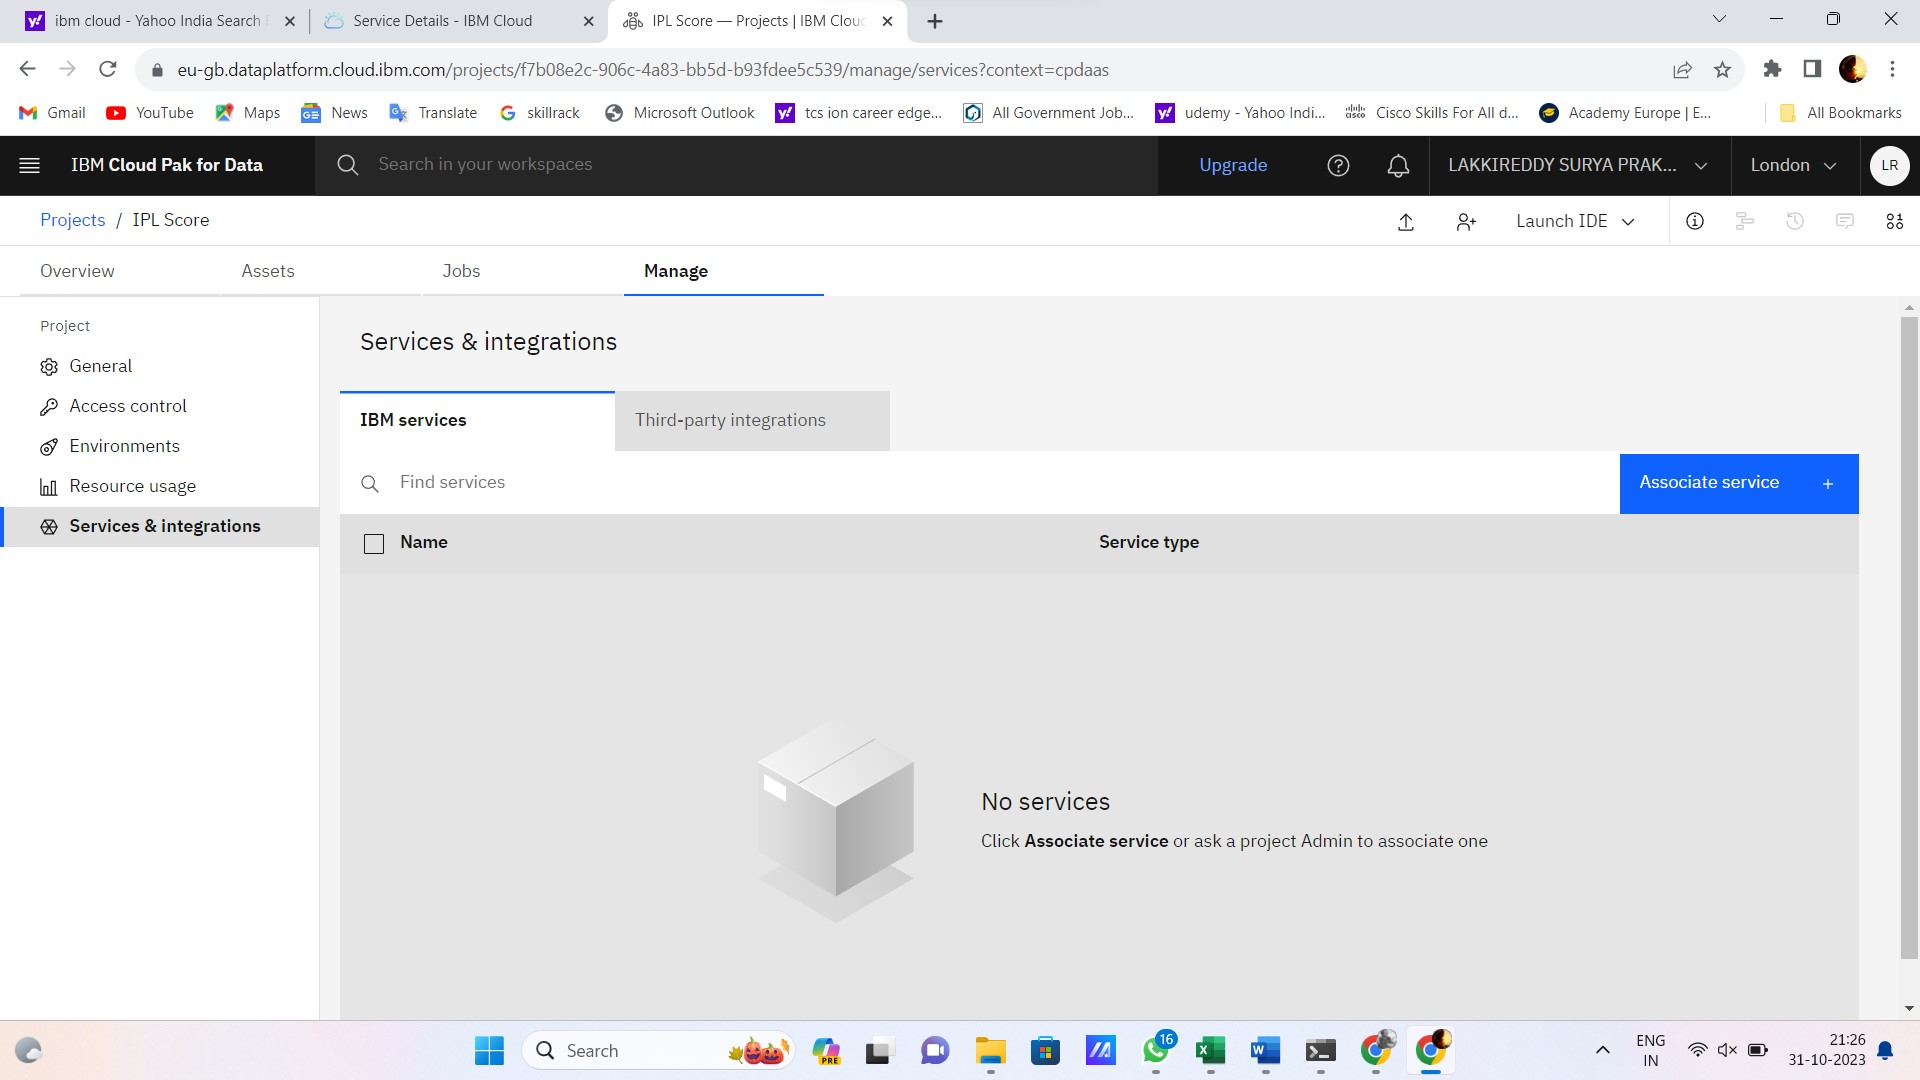 ibm cloud - Yahoo India Search
Service Details - IBM Cloud
IPL Score — Projects | IBM Clou
eu-gb.dataplatform.cloud.ibm.com/projects/f7b08e2c-906c-4a83-bb5d-b93fdee5c539/manage/services?context=cpdaas
Gmail
YouTube
Maps
News
Translate
skillrack
Microsoft Outlook
tcs ion career edge...
All Government Job...
udemy - Yahoo Indi...
Cisco Skills For All d...
Academy Europe | E...
All Bookmarks
IBM Cloud Pak for Data
Search in your workspaces
Upgrade
LAKKIREDDY SURYA PRAK...
London
LR
Projects / IPL Score
Launch IDE
Overview
Assets
Jobs
Manage
Project
General
Access control
Environments
Resource usage
Services & integrations
Services & integrations
IBM services
Third-party integrations
Find services
Associate service +
Name
Service type
No services
Click Associate service or ask a project Admin to associate one
Search
PRE
16
ENG
IN
21:26
31-10-2023